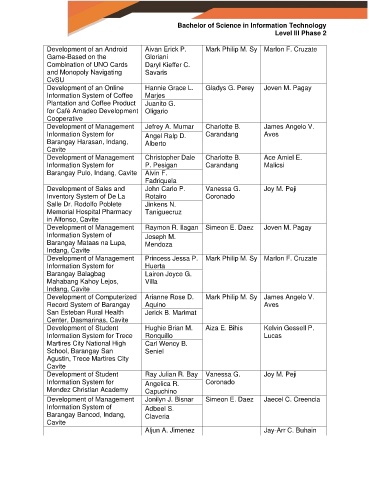 Bachelor of Science in Information Technology
Level III Phase 2
Development of an Android
Game-Based on the
Combination of UNO Cards
and Monopoly Navigating
CvSU
Aivan Erick P.
Gloriani
Daryl Kieffer C.
Savaris
Mark Philip M. Sy
Marlon F. Cruzate
Development of an Online
Information System of Coffee
Plantation and Coffee Product
for Café Amadeo Development
Cooperative
Hannie Grace L.
Marjes
Juanito G.
Oligario
Gladys G. Perey
Joven M. Pagay
Development of Management
Information System for
Barangay Harasan, Indang,
Cavite
Jefrey A. Mumar
Angel Ralp D.
Alberto
Charlotte B.
Carandang
James Angelo V.
Aves
Development of Management
Information System for
Barangay Pulo, Indang, Cavite
Christopher Dale
P. Pesigan
Alvin F.
Fadriquela
Charlotte B.
Carandang
Ace Amiel E.
Malicsi
Development of Sales and
Inventory System of De La
Salle Dr. Rodolfo Poblete
Memorial Hospital Pharmacy
in Alfonso, Cavite
John Carlo P.
Rotairo
Jinkens N.
Taniguecruz
Vanessa G.
Coronado
Joy M. Peji
Development of Management
Information System of
Barangay Mataas na Lupa,
Indang, Cavite
Raymon R. Ilagan
Joseph M.
Mendoza
Simeon E. Daez
Joven M. Pagay
Development of Management
Information System for
Barangay Balagbag
Mahabang Kahoy Lejos,
Indang, Cavite
Princess Jessa P.
Huerta
Lairen Joyce G.
Villa
Mark Philip M. Sy
Marlon F. Cruzate
Development of Computerized
Record System of Barangay
San Esteban Rural Health
Center, Dasmarinas, Cavite
Arianne Rose D.
Aquino
Jerick B. Marimat
Mark Philip M. Sy
James Angelo V.
Aves
Development of Student
Information System for Trece
Martires City National High
School, Barangay San
Agustin, Trece Martires City
Cavite
Hughie Brian M.
Ronquillo
Carl Wency B.
Seniel
Aiza E. Bihis
Kelvin Gessell P.
Lucas
Development of Student
Information System for
Mendez Christian Academy
Ray Julian R. Bay
Angelica R.
Capuchino
Vanessa G.
Coronado
Joy M. Peji
Development of Management
Information System of
Barangay Bancod, Indang,
Cavite
Jonilyn J. Bisnar
Adbeel S.
Claveria
Simeon E. Daez
Jaecel C. Creencia
Aljun A. Jimenez
Jay-Arr C. Buhain